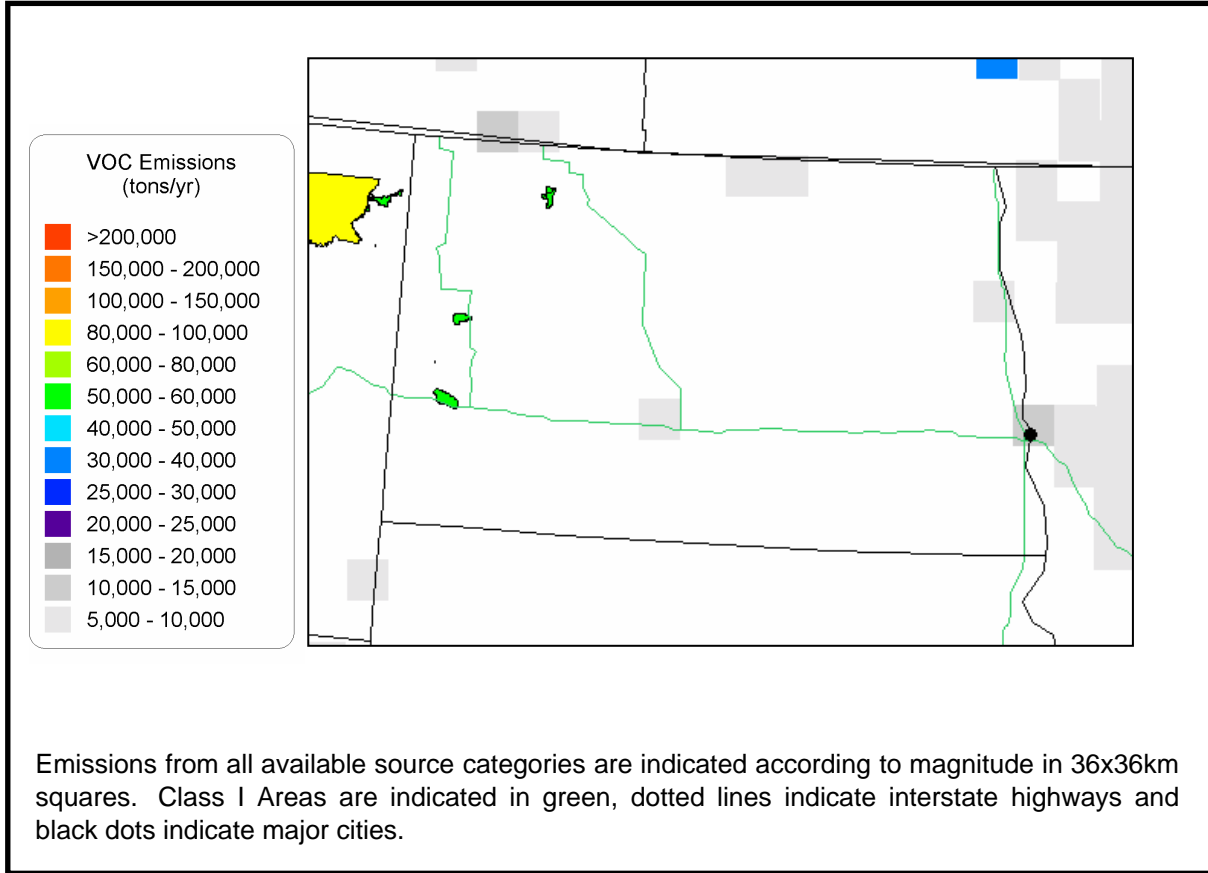 VOC Emissions
(tons/yr)
>200,000
150,000 - 200,000
100,000 - 150,000
80,000 - 100,000
60,000 - 80,000
50,000 - 60,000
40,000 - 50,000
30,000 - 40,000
25,000 - 30,000
20,000 - 25,000
15,000 - 20,000
10,000 - 15,000
5,000 - 10,000
Emissions from all available source categories are indicated according to magnitude in 36x36km
squares. Class I Areas are indicated in green, dotted lines indicate interstate highways and
black dots indicate major cities.